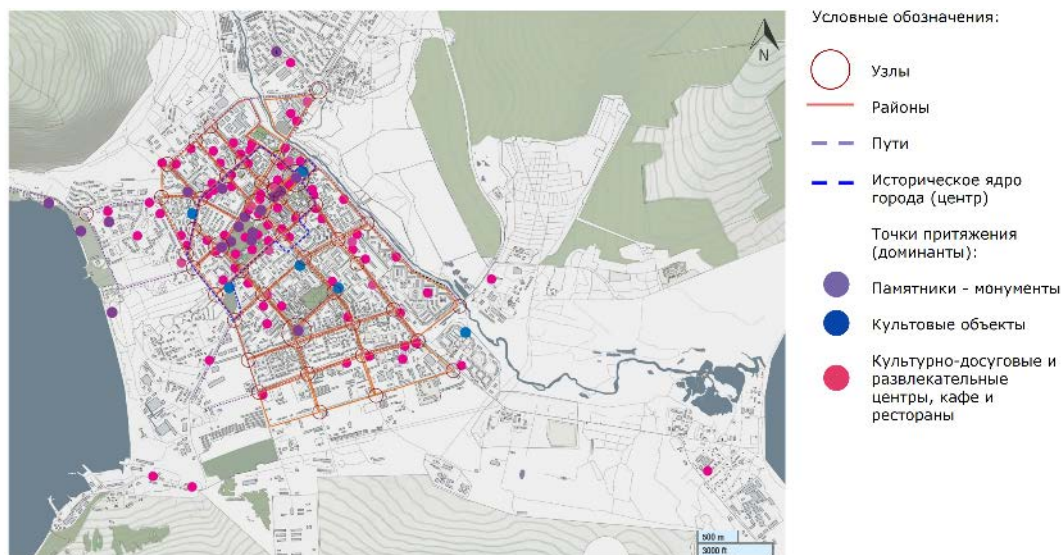 Условные обозначения:
N
Узлы
Районы
Пути
Историческое ядро
города (центр)
Точки притяжения
(доминанты):
Памятники - монументы
Культовые объекты
Культурно-досуговые и
развлекательные
центры, кафе и
рестораны
500 m
3000 ft